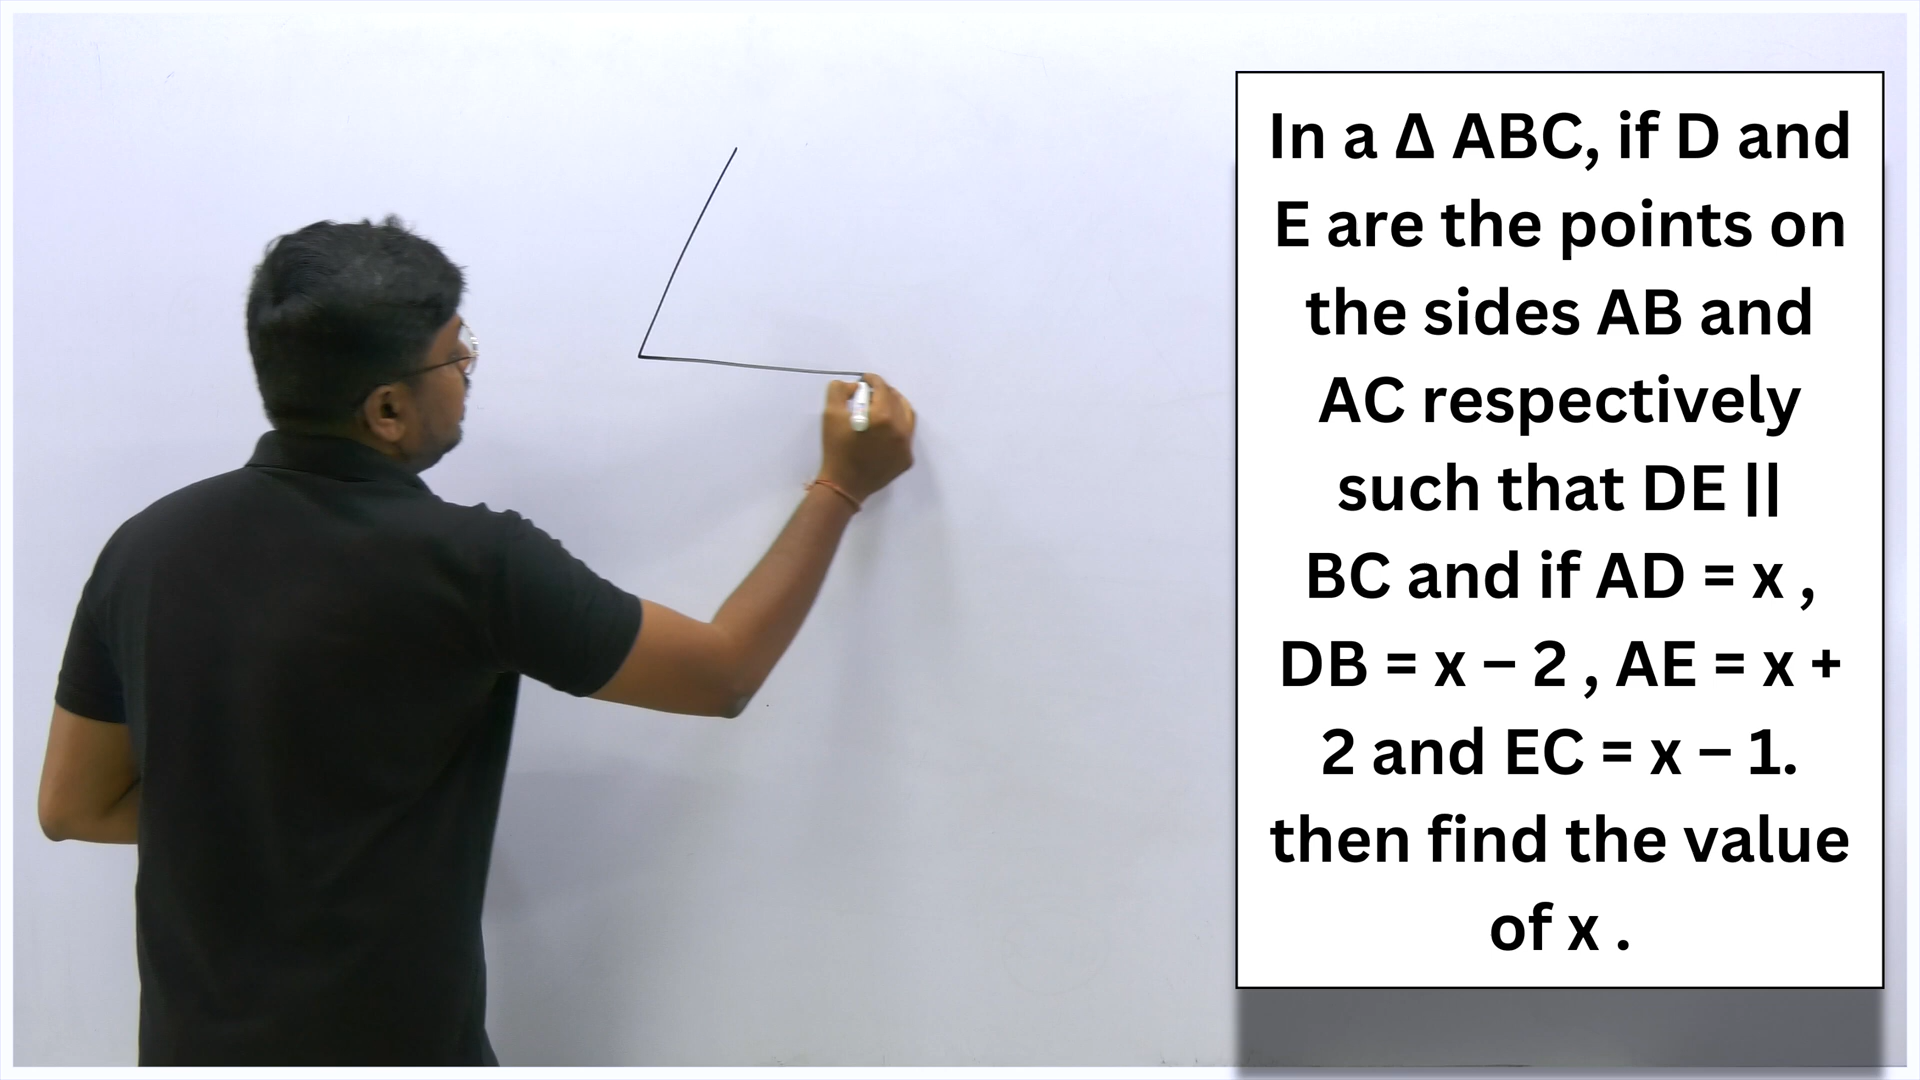 In a Δ ABC, if D and
E are the points on
the sides AB and
AC respectively
such that DE ||
BC and if AD = x ,
DB = x – 2 , AE = x +
2 and EC = x – 1.
then find the value
of x .